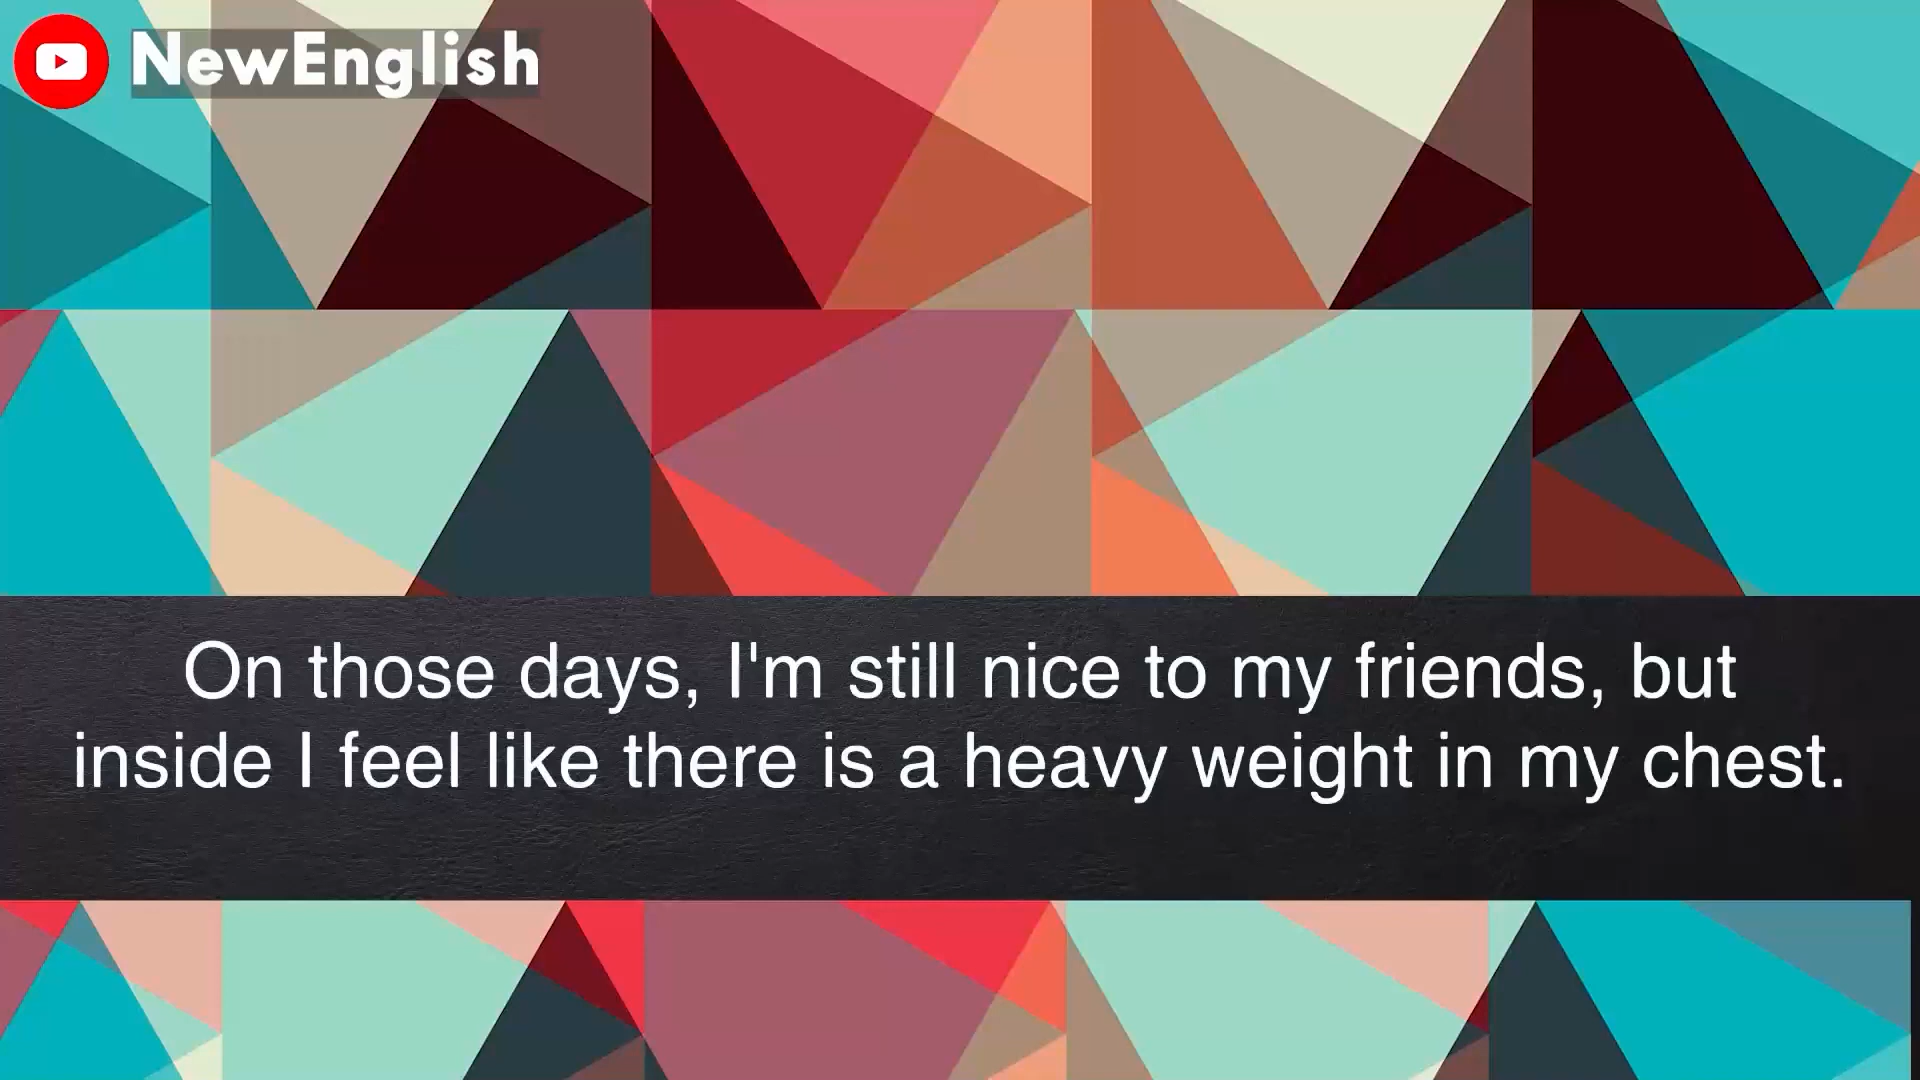 NewEnglish
On those days, I'm still nice to my friends, but
inside I feel like there is a heavy weight in my chest.